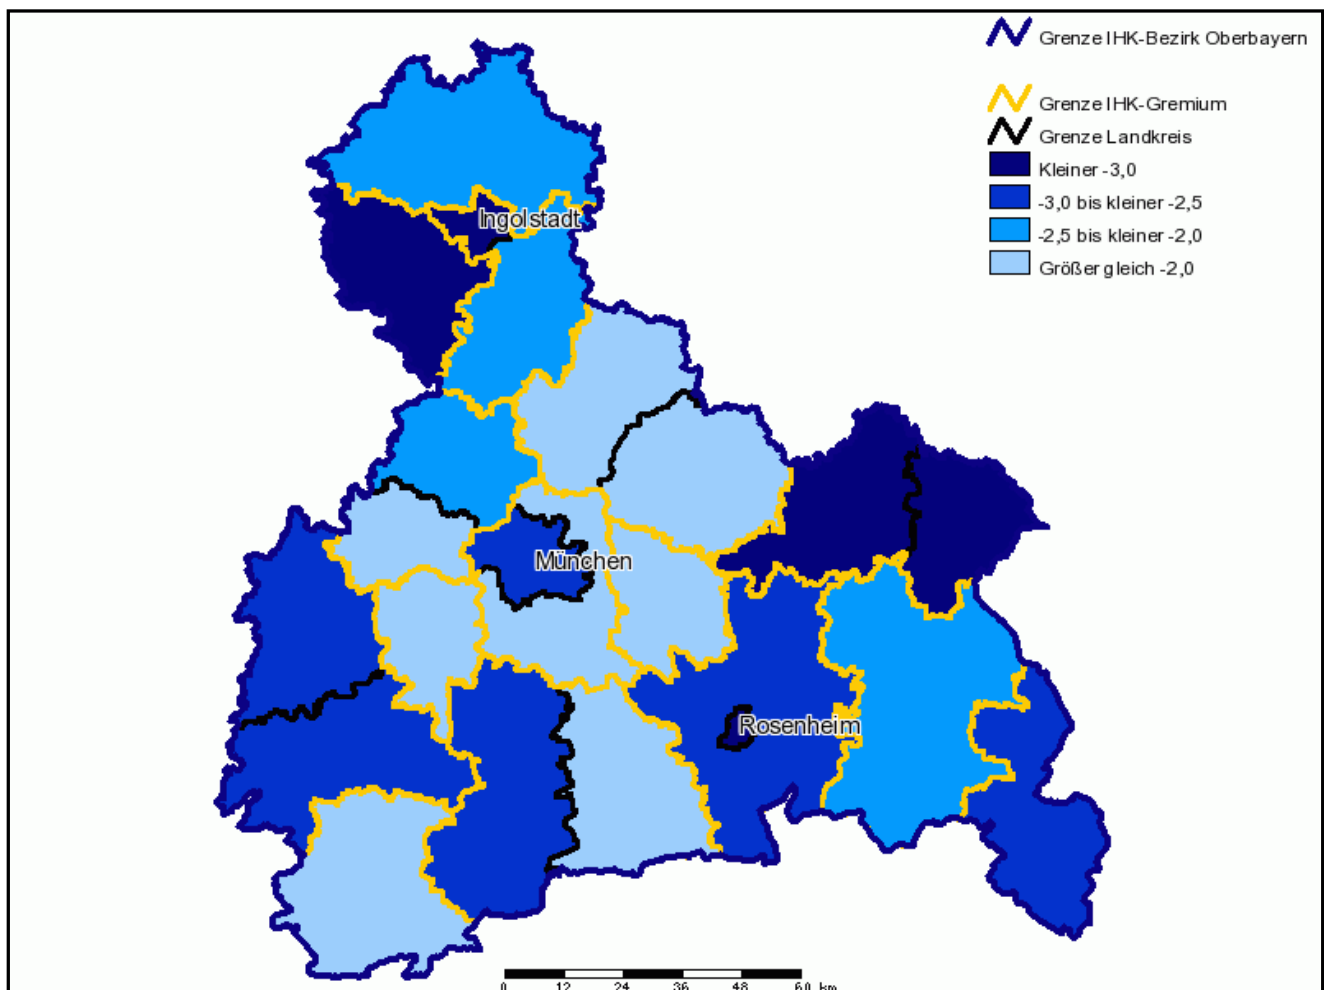 Grenze IHK-Bezirk Oberbayern
Grenze IHK-Gremium
Grenze Landkreis
Kleiner -3,0
-3,0 bis kleiner -2,5
-2,5 bis kleiner -2,0
Größer gleich -2,0
Ingolstadt
München
Rosenheim
0 12 24 36 48 60 km